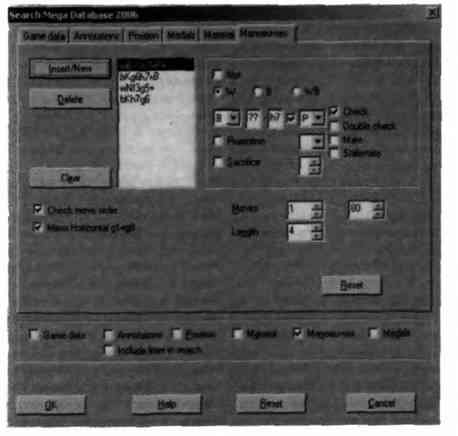 Search Mega Database 2006
Game data Annotations Position Medals Material Manoeuvres
Insert/New
Delete
Clear
bKg8h7xB
wNf3g5+
bKh7g6
Not
W B W/B
B ?? h7 P
Check
Double check
Mate
Stalemate
Promotion
Sacrifice
Check move order
Mirror Horizontal g1<>g8
Moves 1 80
Length 4
Reset
Game data Annotations Position Material Manoeuvres Medals
Include lines in search
OK Help Reset Cancel